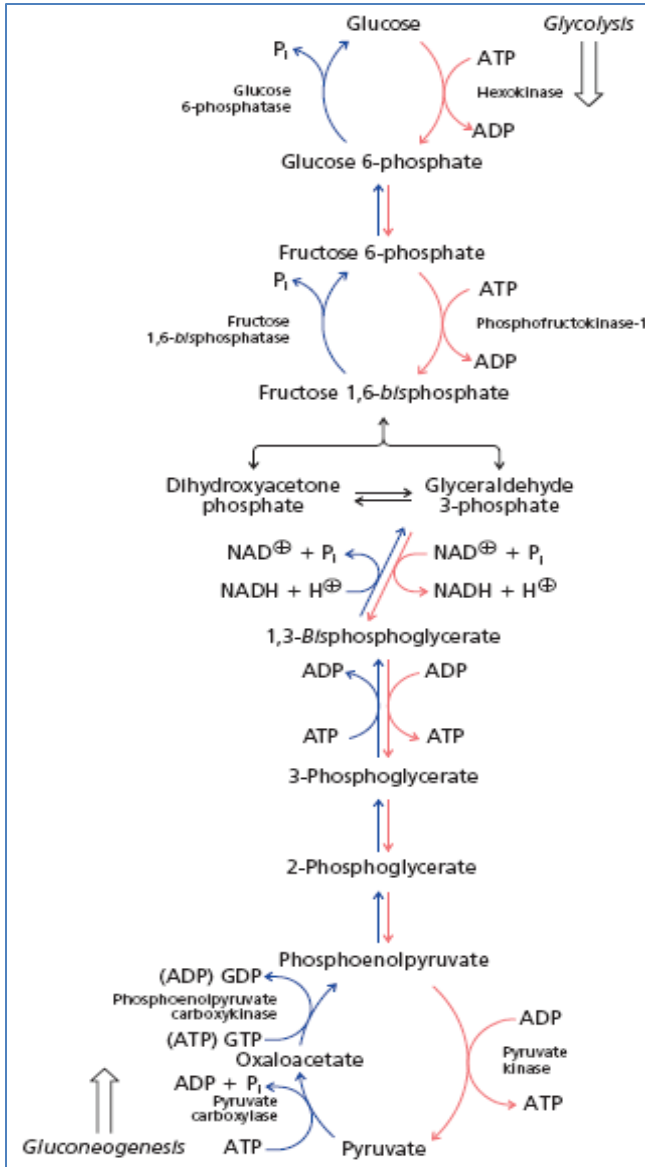 Glucose
Glycolysis
Pi
ATP
Glucose
6-phosphatase
Hexokinase
ADP
Glucose 6-phosphate
Fructose 6-phosphate
Pi
ATP
Fructose
1,6-bisphosphatase
Phosphofructokinase-1
ADP
Fructose 1,6-bisphosphate
Dihydroxyacetone
phosphate
Glyceraldehyde
3-phosphate
NAD⊕ + Pi
NAD⊕ + Pi
NADH + H⊕
NADH + H⊕
1,3-Bisphosphoglycerate
ADP
ADP
ATP
ATP
3-Phosphoglycerate
2-Phosphoglycerate
Phosphoenolpyruvate
(ADP) GDP
Phosphoenolpyruvate
carboxykinase
(ATP) GTP
ADP
Pyruvate
kinase
ATP
Oxaloacetate
ADP + Pi
Pyruvate
carboxylase
ATP
Pyruvate
Gluconeogenesis